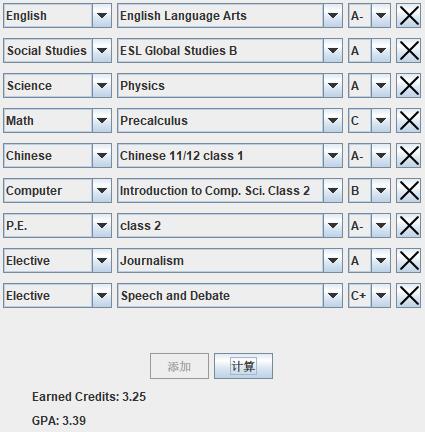 English English Language Arts A-
Social Studies ESL Global Studies B A
Science Physics A
Math Precalculus C
Chinese Chinese 11/12 class 1 A-
Computer Introduction to Comp. Sci. Class 2 B
P.E. class 2 A-
Elective Journalism A
Elective Speech and Debate C+
添加 计算
Earned Credits: 3.25
GPA: 3.39